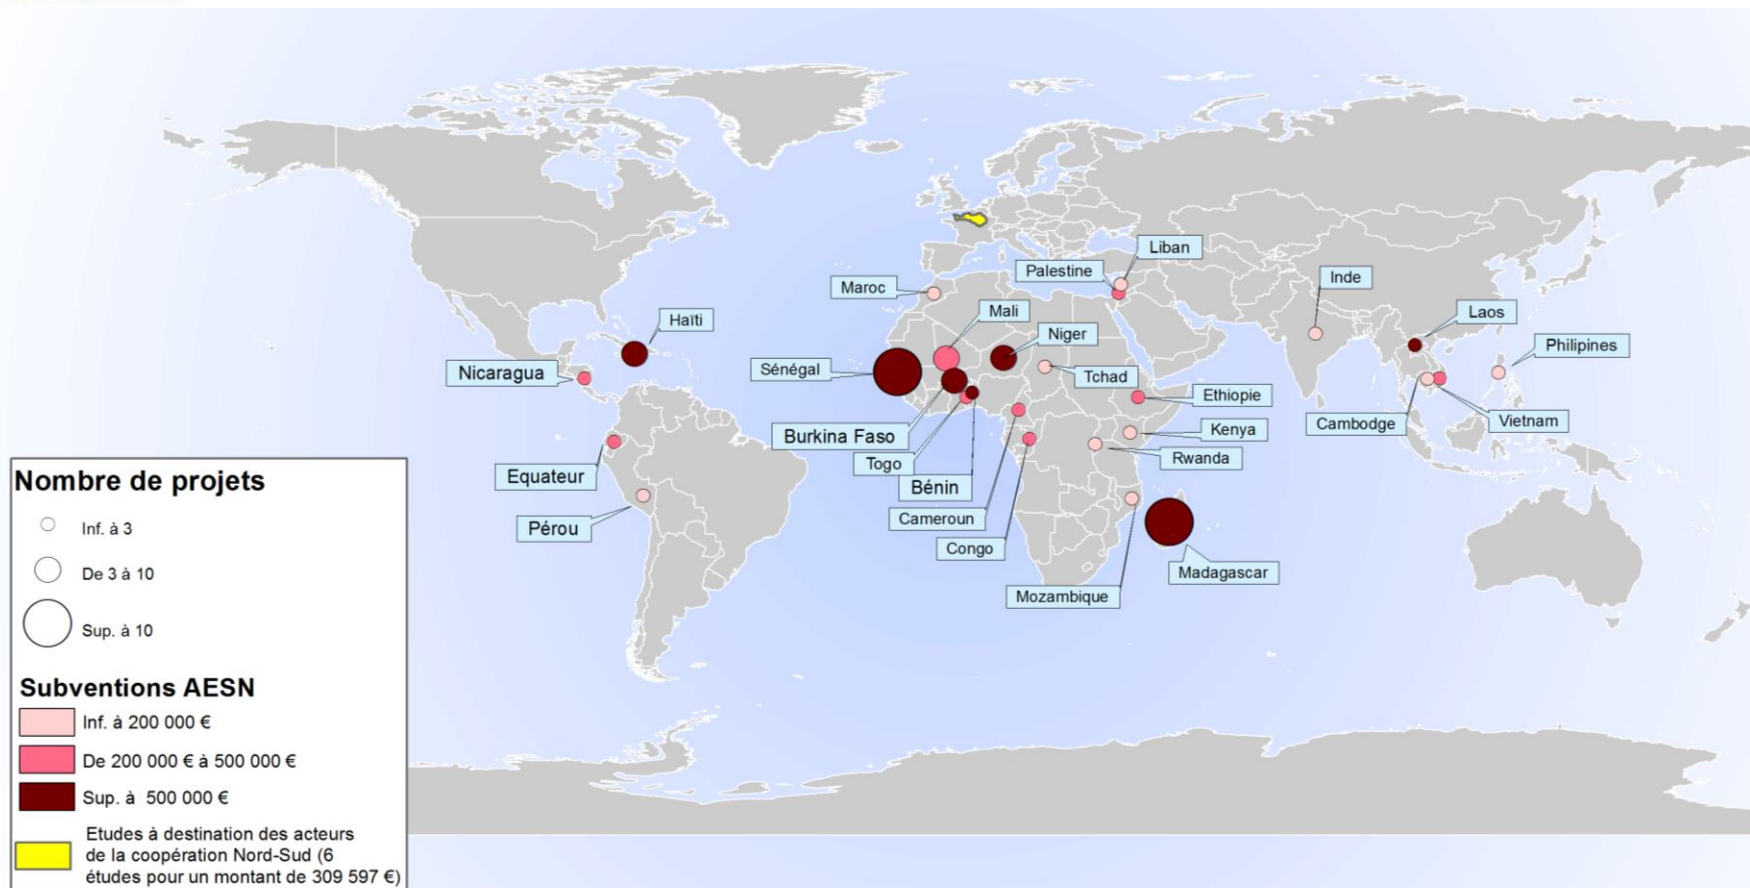 Liban
Palestine
Inde
Maroc
Mali
Laos
Haïti
Niger
Philipines
Sénégal
Nicaragua
Tchad
Ethiopie
Cambodge
Vietnam
Burkina Faso
Kenya
Togo
Rwanda
Equateur
Bénin
Cameroun
Pérou
Congo
Madagascar
Mozambique
Nombre de projets
Inf. à 3
De 3 à 10
Sup. à 10
Subventions AESN
Inf. à 200 000 €
De 200 000 € à 500 000 €
Sup. à 500 000 €
Etudes à destination des acteurs
de la coopération Nord-Sud (6
études pour un montant de 309 597 €)